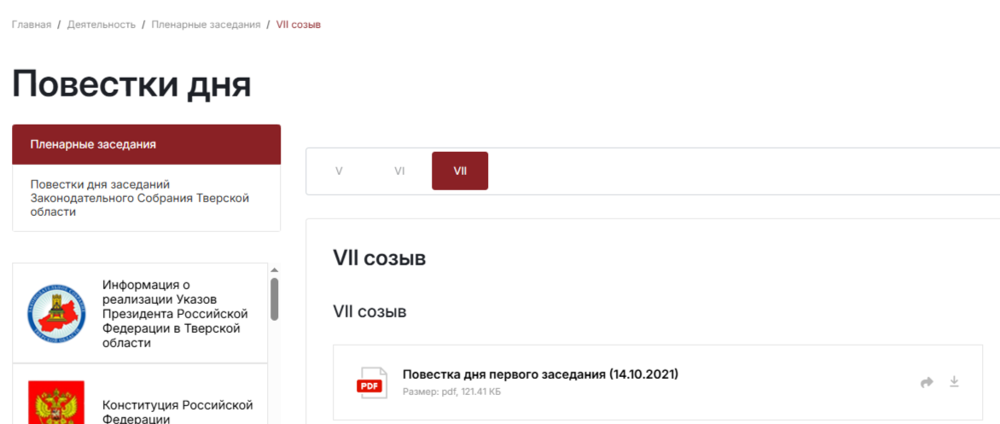 Главная / Деятельность / Пленарные заседания / VII созыв
Повестки дня
Пленарные заседания
Повестки дня заседаний
Законодательного Собрания Тверской
области
V VI VII
VII созыв
VII созыв
PDF
Повестка дня первого заседания (14.10.2021)
Размер: pdf, 121.41 КБ
Информация о
реализации Указов
Президента Российской
Федерации в Тверской
области
Конституция Российской
Федерации